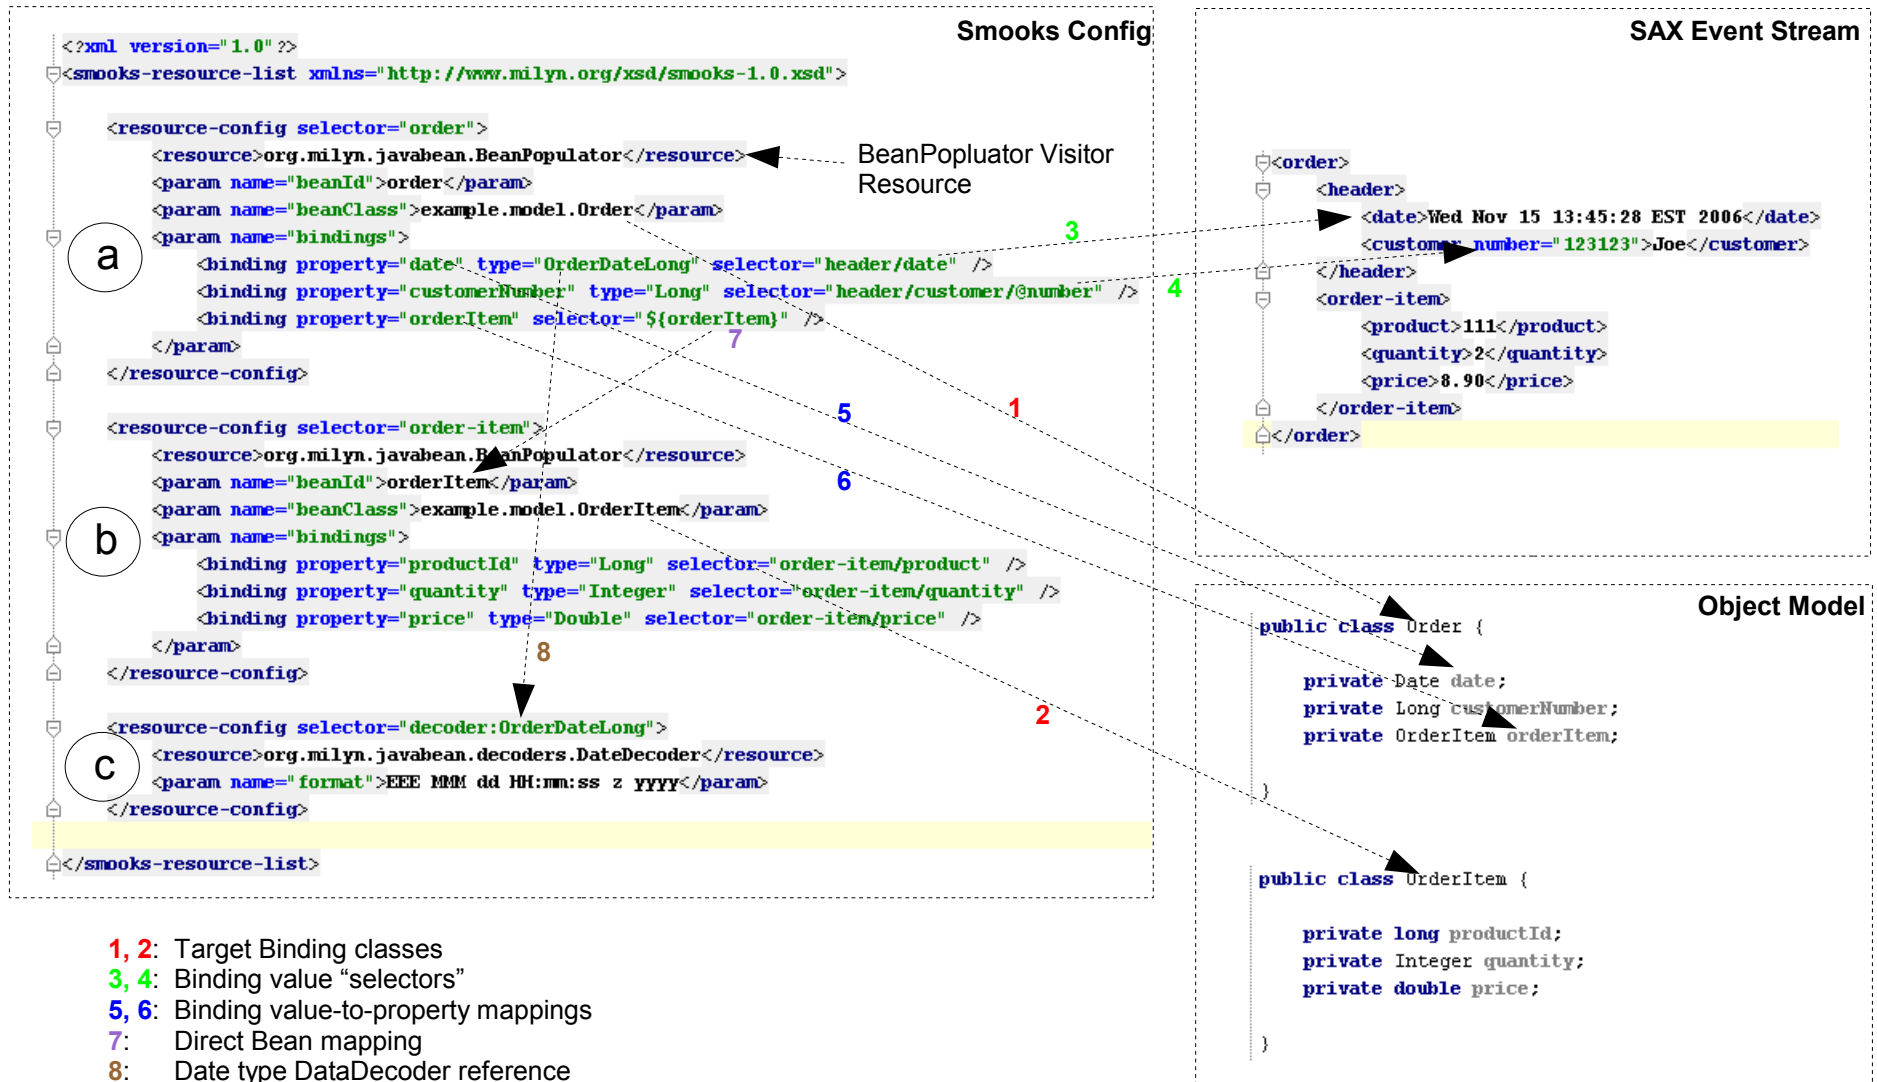 Smooks Config
<?xml version="1.0"?>
<smooks-resource-list xmlns="http://www.milyn.org/xsd/smooks-1.0.xsd">
<resource-config selector="order">
<resource>org.milyn.javabean.BeanPopulator</resource>
BeanPopluator Visitor
Resource
<param name="beanId">order</param>
<param name="beanClass">example.model.Order</param>
a
<param name="bindings">
<binding property="date" type="OrderDateLong" selector="header/date" />
<binding property="customerNumber" type="Long" selector="header/customer/@number" />
<binding property="orderItem" selector="${orderItem}" />
</param>
</resource-config>
3
4
7
5
1
6
<resource-config selector="order-item">
<resource>org.milyn.javabean.BeanPopulator</resource>
<param name="beanId">orderItem</param>
<param name="beanClass">example.model.OrderItem</param>
b
<param name="bindings">
<binding property="productId" type="Long" selector="order-item/product" />
<binding property="quantity" type="Integer" selector="order-item/quantity" />
<binding property="price" type="Double" selector="order-item/price" />
</param>
8
</resource-config>
2
<resource-config selector="decoder:OrderDateLong">
c
<resource>org.milyn.javabean.decoders.DateDecoder</resource>
<param name="format">EEE MMM dd HH:mm:ss z yyyy</param>
</resource-config>
</smooks-resource-list>
SAX Event Stream
<order>
<header>
<date>Wed Nov 15 13:45:28 EST 2006</date>
<customer number="123123">Joe</customer>
</header>
<order-item>
<product>111</product>
<quantity>2</quantity>
<price>8.90</price>
</order-item>
</order>
Object Model
public class Order {
private Date date;
private Long customerNumber;
private OrderItem orderItem;
}
public class OrderItem {
private long productId;
private Integer quantity;
private double price;
}
1, 2: Target Binding classes
3, 4: Binding value “selectors”
5, 6: Binding value-to-property mappings
7: Direct Bean mapping
8: Date type DataDecoder reference